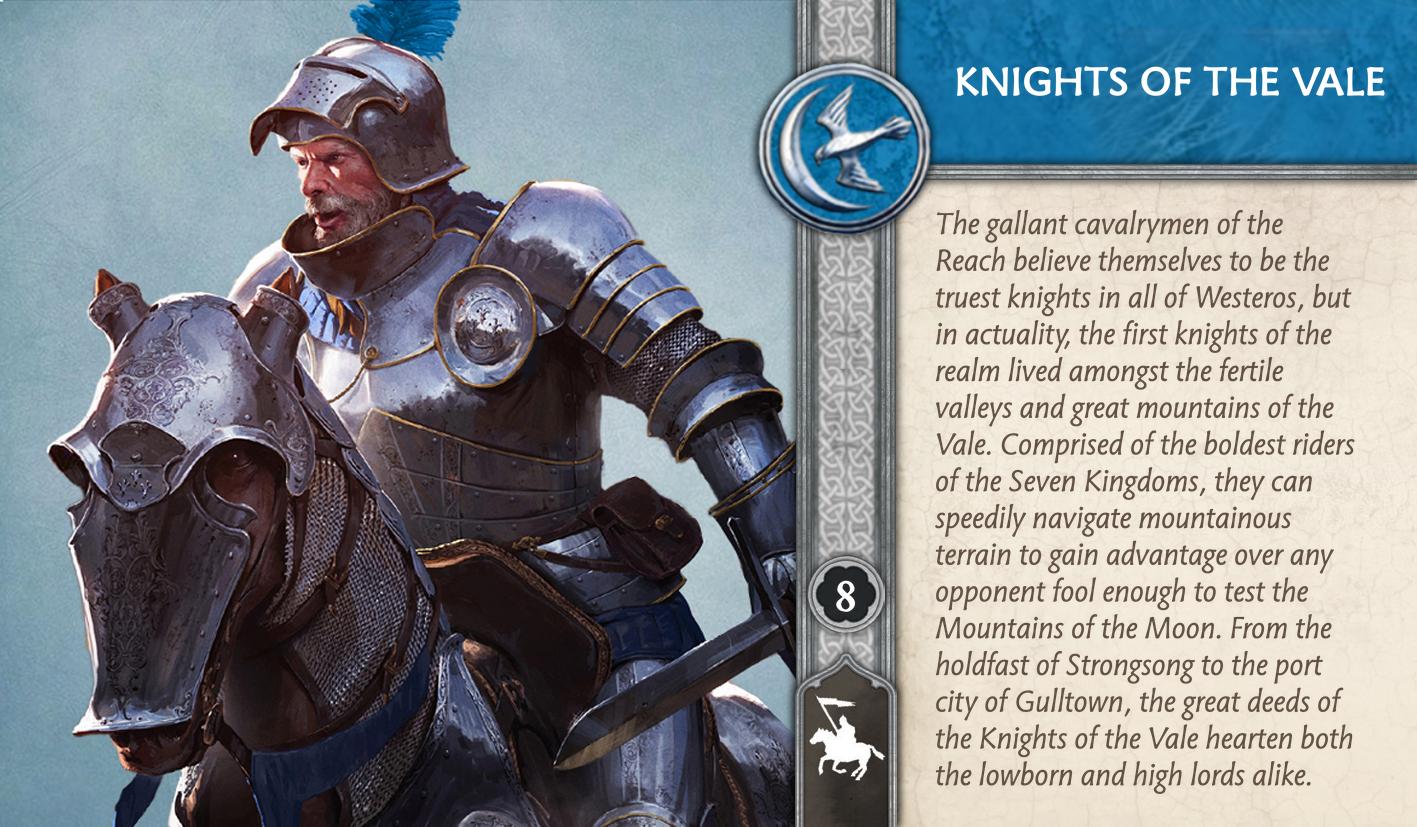 KNIGHTS OF THE VALE
The gallant cavalrymen of the
Reach believe themselves to be the
truest knights in all of Westeros, but
in actuality, the first knights of the
realm lived amongst the fertile
valleys and great mountains of the
Vale. Comprised of the boldest riders
of the Seven Kingdoms, they can
speedily navigate mountainous
terrain to gain advantage over any
opponent fool enough to test the
Mountains of the Moon. From the
holdfast of Strongsong to the port
city of Gulltown, the great deeds of
the Knights of the Vale hearten both
the lowborn and high lords alike.
8